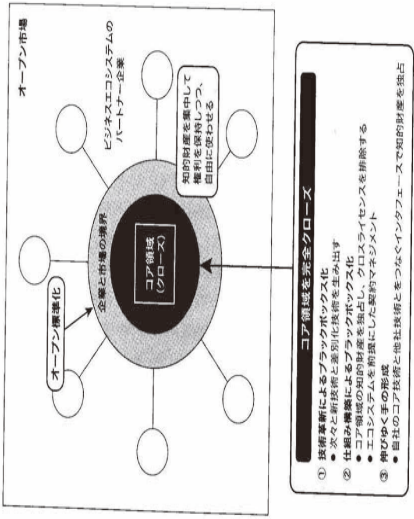 オープン市場
ビジネスエコシステムの
パートナー企業
オープン標準化
企業と市場の境界
コア領域
(クローズ)
知的財産を集中して
権利を保持しつつ、
自由に使わせる
コア領域を完全クローズ
① 技術革新によるブラックボックス化
● 次々と新技術と差別化技術を生み出す
② 仕組み構築によるブラックボックス化
● コア領域の知的財産を独占し、クロスライセンスを排除する
● エコシステムを前提にした契約マネジメント
③ 伸びゆく手の形成
● 自社のコア技術と他社技術とをつなぐインタフェースで知的財産を独占